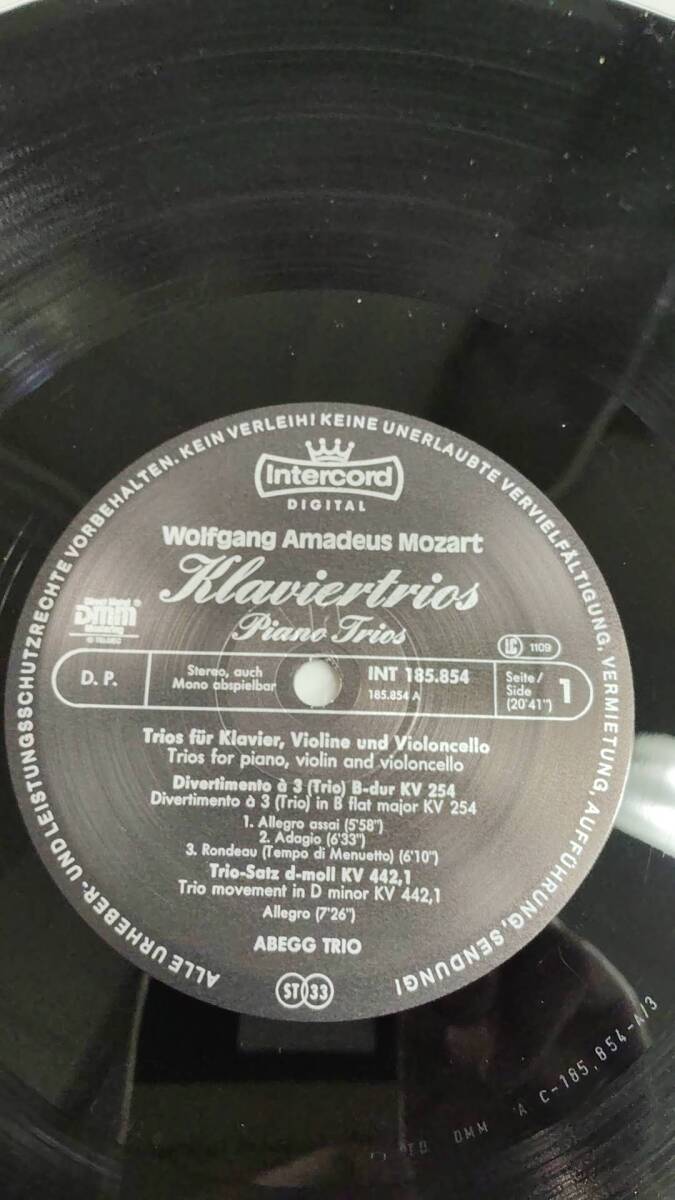 ALLE URHEBER- UND LEISTUNGSSCHUTZRECHTE VORBEHALTEN. KEIN VERLEIH! KEINE UNERLAUBTE VERVIELFÄLTIGUNG, VERMIETUNG, AUFFÜHRUNG, SENDUNG!
Intercord
DIGITAL
Wolfgang Amadeus Mozart
Klaviertrios
Piano Trios
Direct Metal
DMM
Mastering
LC 1109
D. P.
Stereo, auch
Mono abspielbar
INT 185.854
185.854 A
Seite/
Side
(20'41")
1
Trios für Klavier, Violine und Violoncello
Trios for piano, violin and violoncello
Divertimento à 3 (Trio) B-dur KV 254
Divertimento à 3 (Trio) in B flat major KV 254
1. Allegro assai (5'58")
2. Adagio (6'33")
3. Rondeau (Tempo di Menuetto) (6'10")
Trio-Satz d-moll KV 442,1
Trio movement in D minor KV 442,1
Allegro (7'26")
ABEGG TRIO
ST 33
DMM A C-185.854-A/3